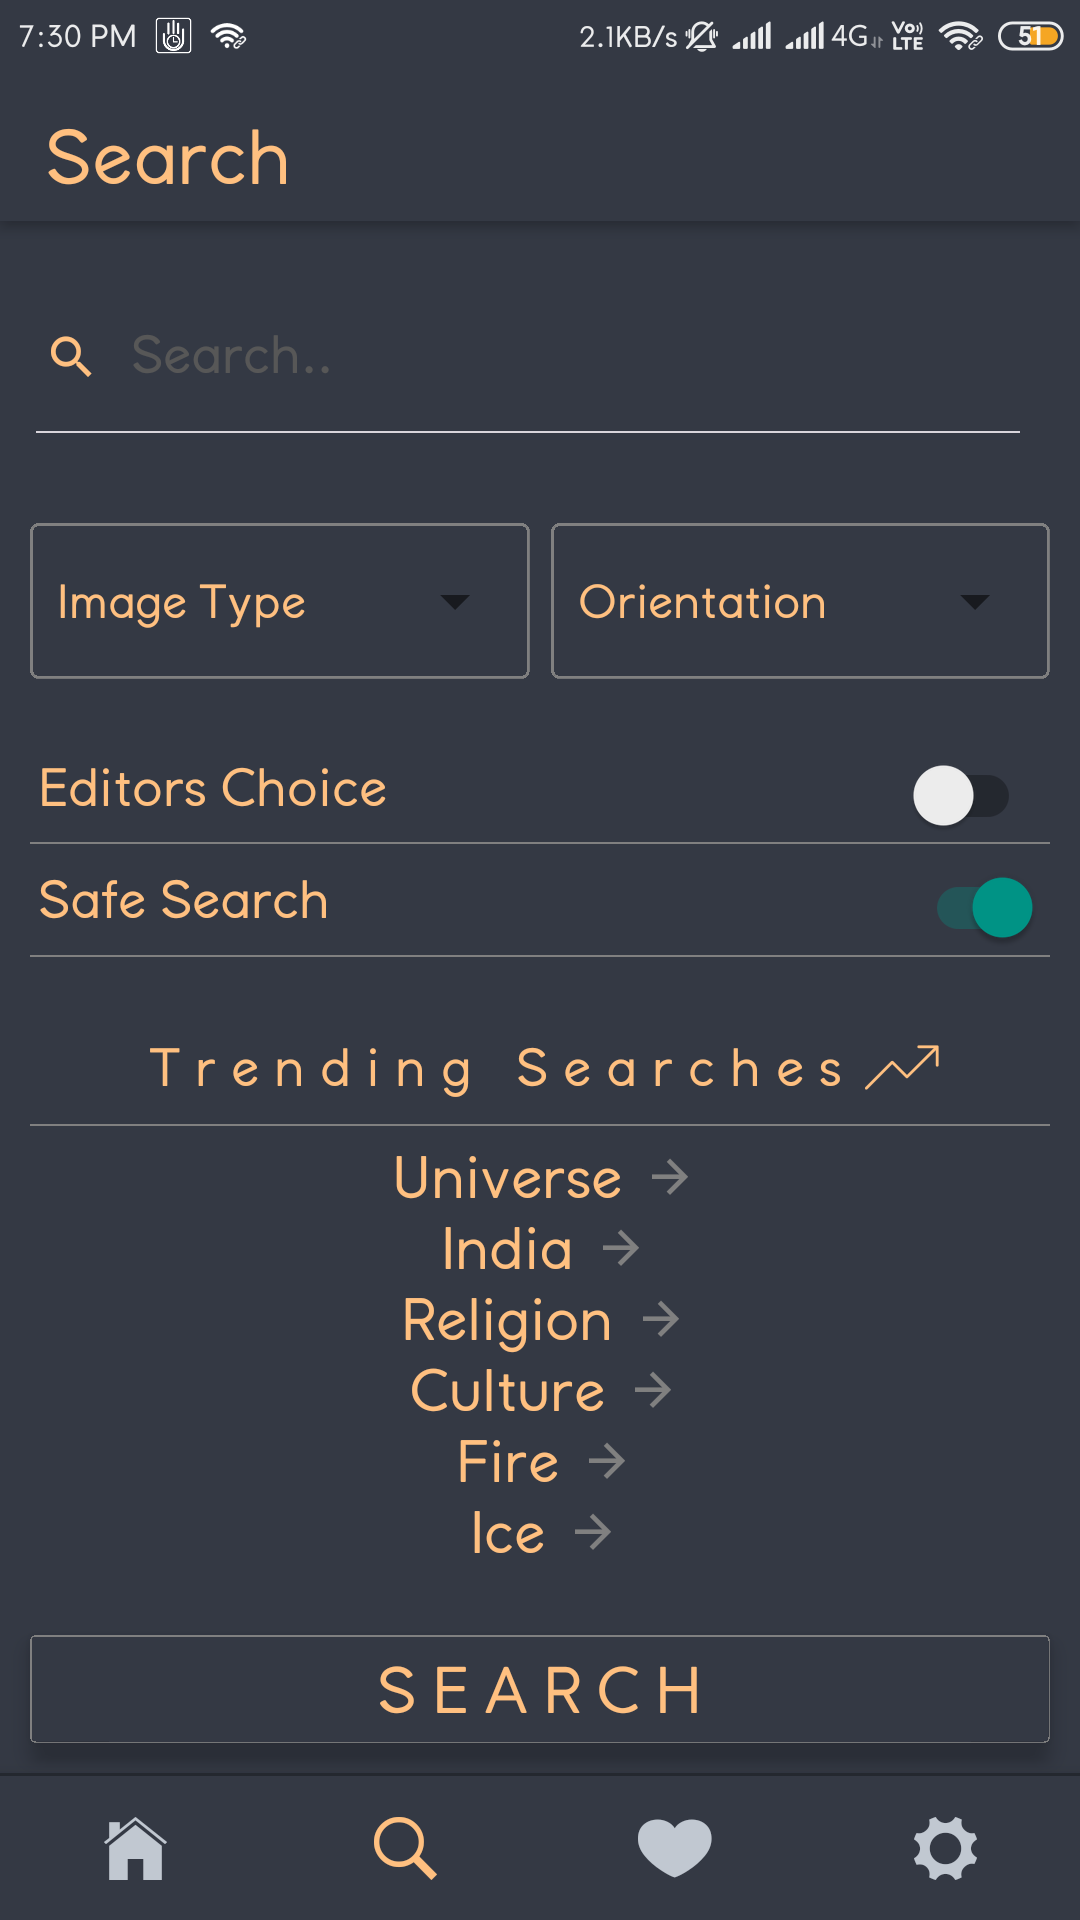 7:30 PM 2.1KB/s 4G Vo)) LTE 51
Search
Search..
Image Type Orientation
Editors Choice
Safe Search
Trending Searches
Universe
India
Religion
Culture
Fire
Ice
SEARCH